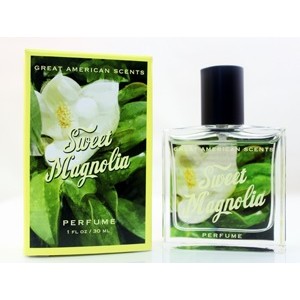 GREAT AMERICAN SCENTS
Sweet
Magnolia
PERFUME
1 FL OZ / 30 ML
GREAT AMERICAN SCENTS
Sweet
Magnolia
PERFUME